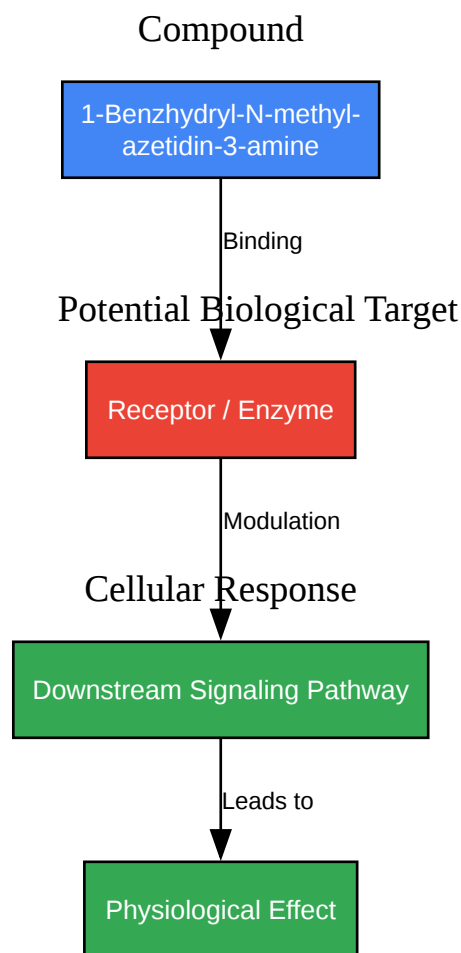 Compound
1-Benzhydryl-N-methyl-
azetidin-3-amine
Binding
Potential Biological Target
Receptor / Enzyme
Modulation
Cellular Response
Downstream Signaling Pathway
Leads to
Physiological Effect